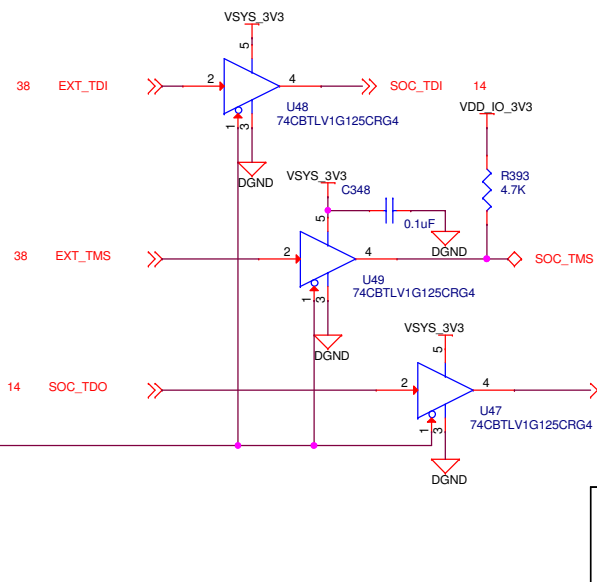 VSYS_3V3
5
38 EXT_TDI 2 4 SOC_TDI 14
U48
74CBTLV1G125CRG4
1 3
DGND
VDD_IO_3V3
R393
4.7K
VSYS_3V3
C348
0.1uF
DGND
5
38 EXT_TMS 2 4 SOC_TMS
U49
74CBTLV1G125CRG4
1 3
DGND
VSYS_3V3
5
14 SOC_TDO 2 4
U47
74CBTLV1G125CRG4
1 3
DGND